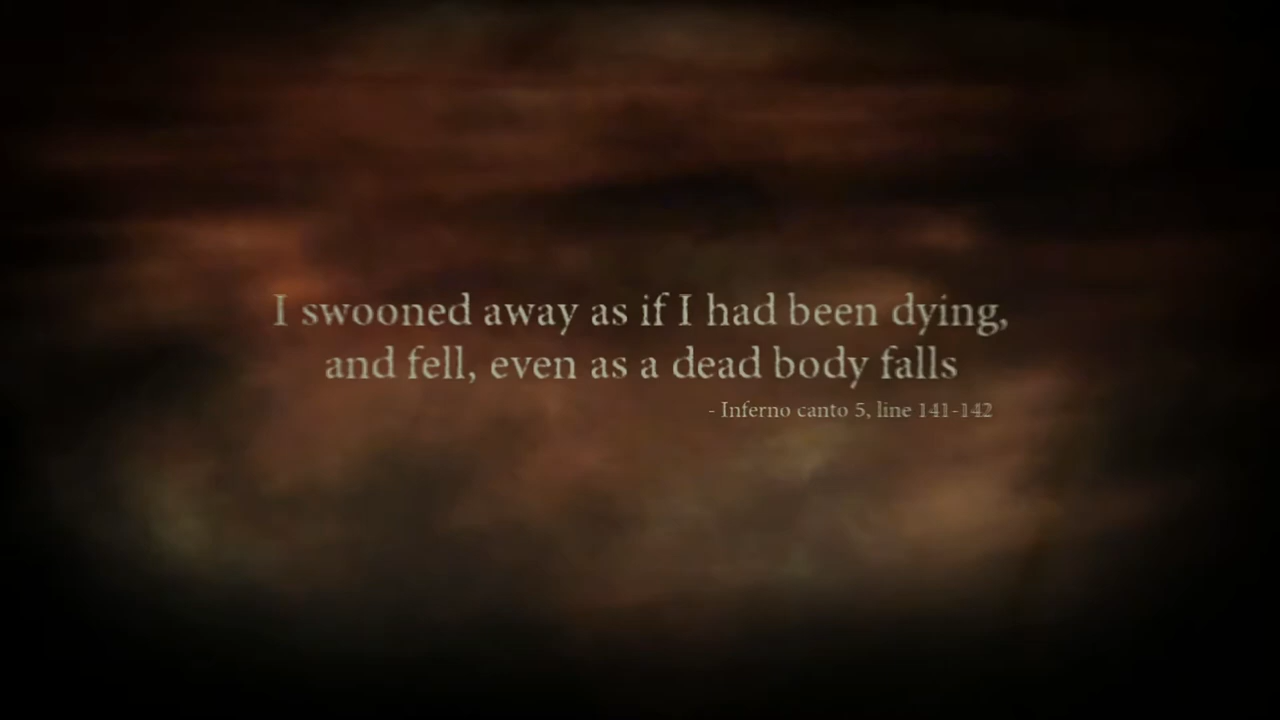 I swooned away as if I had been dying,
and fell, even as a dead body falls
- Inferno canto 5, line 141-142